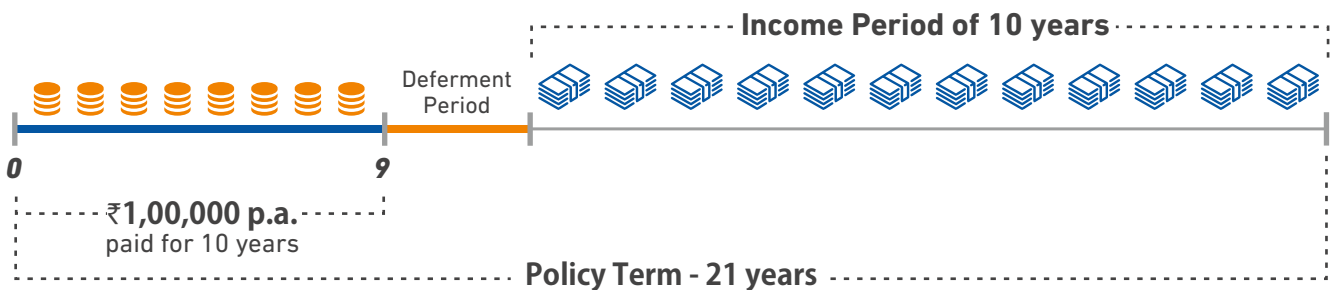 Income Period of 10 years
Deferment
Period
0
9
₹1,00,000 p.a.
paid for 10 years
Policy Term - 21 years